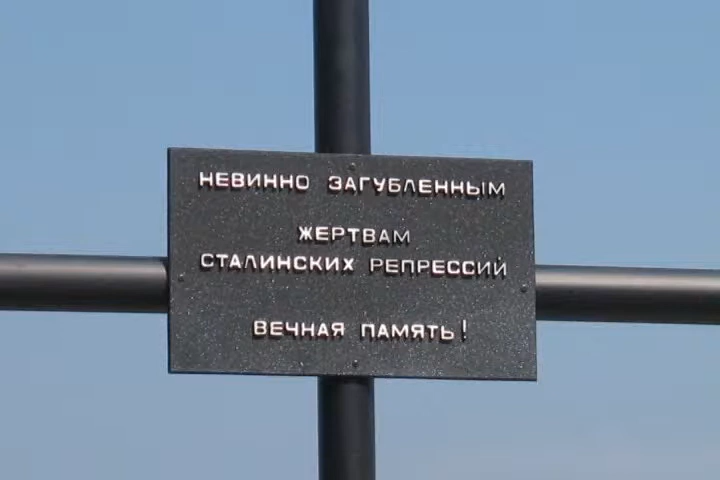 НЕВИННО ЗАГУБЛЕННЫМ
ЖЕРТВАМ
СТАЛИНСКИХ РЕПРЕССИЙ
ВЕЧНАЯ ПАМЯТЬ!